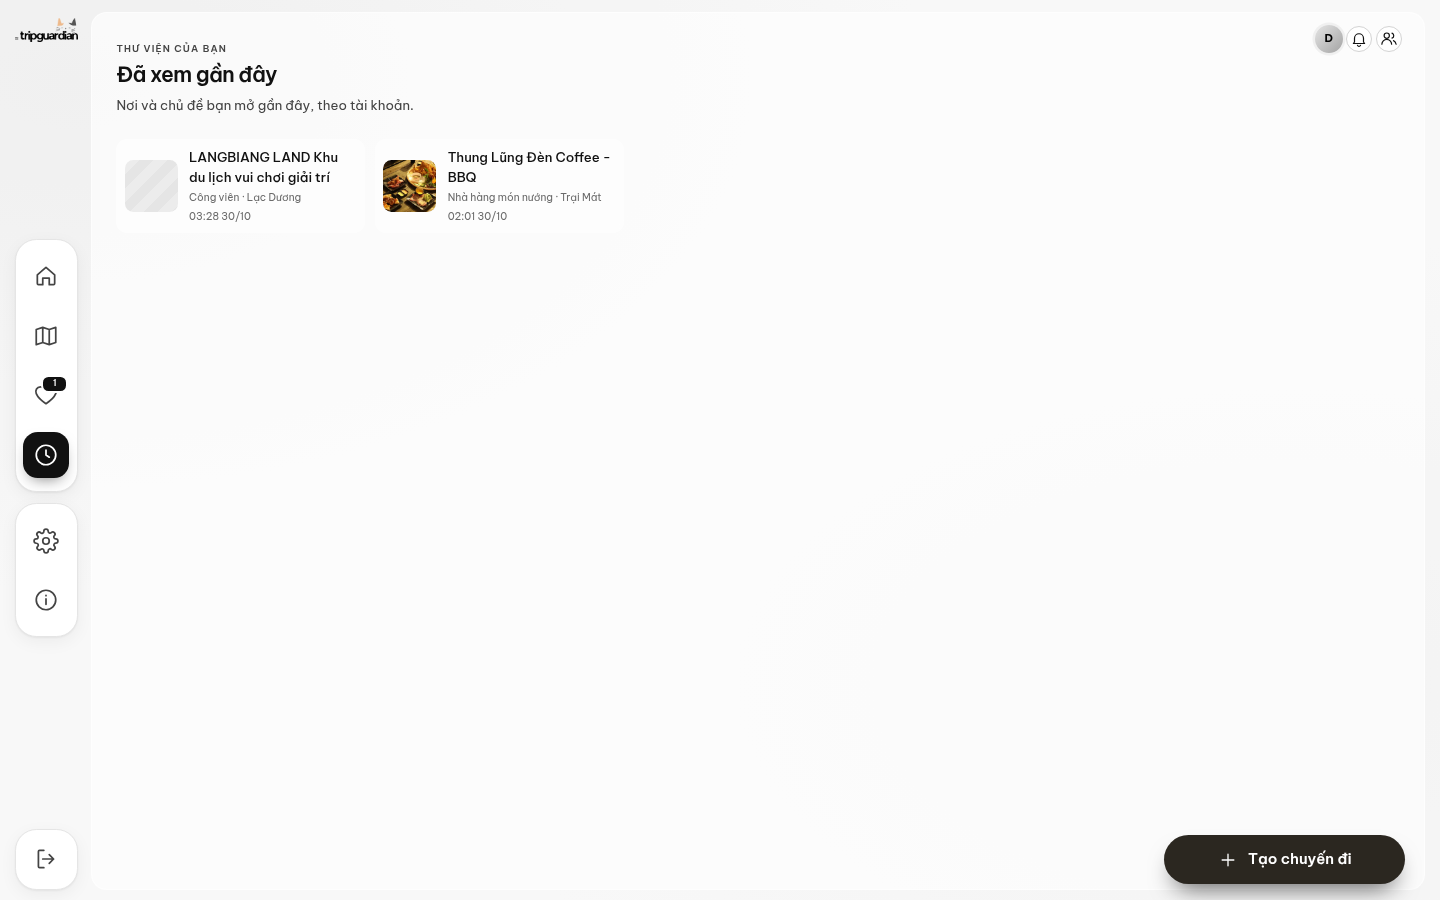 tripguardian
THƯ VIỆN CỦA BẠN
Đã xem gần đây
Nơi và chủ đề bạn mở gần đây, theo tài khoản.
D
LANGBIANG LAND Khu
du lịch vui chơi giải trí
Công viên · Lạc Dương
03:28 30/10
Thung Lũng Đèn Coffee -
BBQ
Nhà hàng món nướng · Trại Mát
02:01 30/10
1
Tạo chuyến đi